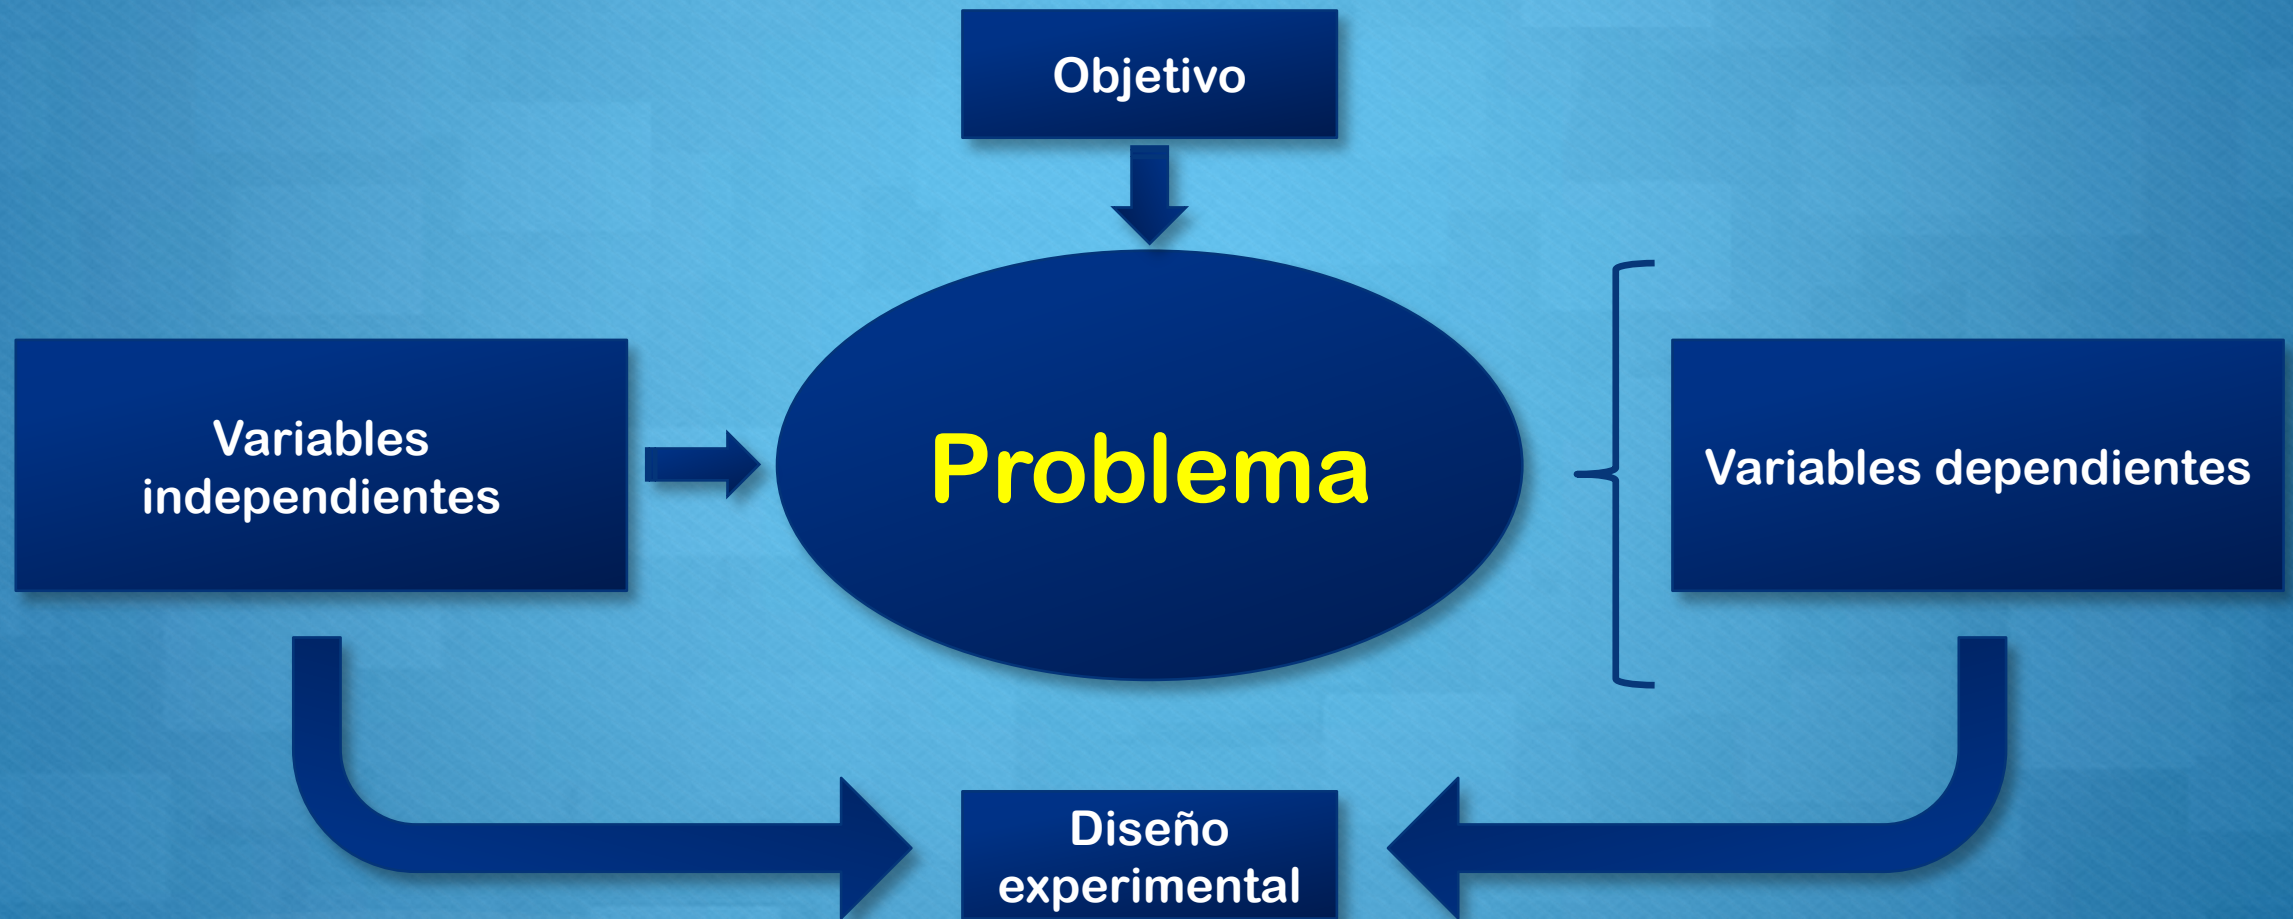 Objetivo
Variables
independientes
Problema
Variables dependientes
Diseño
experimental